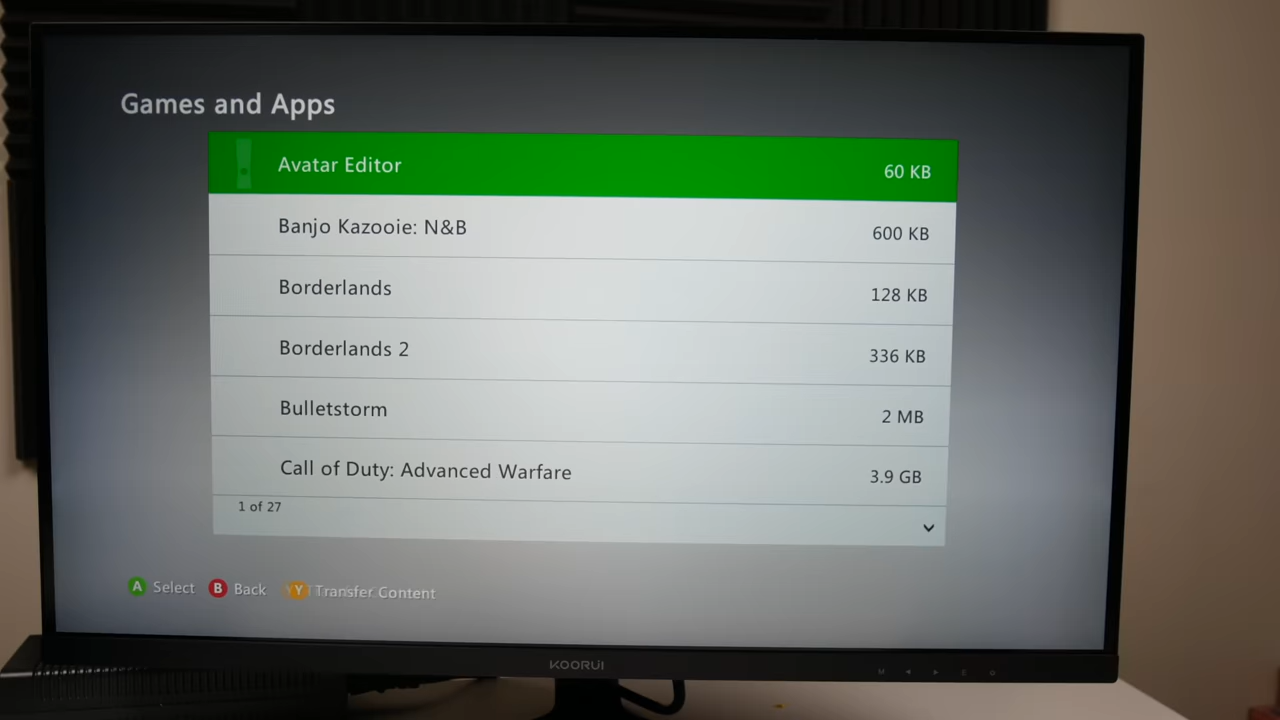 Games and Apps
Avatar Editor 60 KB
Banjo Kazooie: N&B 600 KB
Borderlands 128 KB
Borderlands 2 336 KB
Bulletstorm 2 MB
Call of Duty: Advanced Warfare 3.9 GB
1 of 27
A Select B Back Y Transfer Content
KOORUI